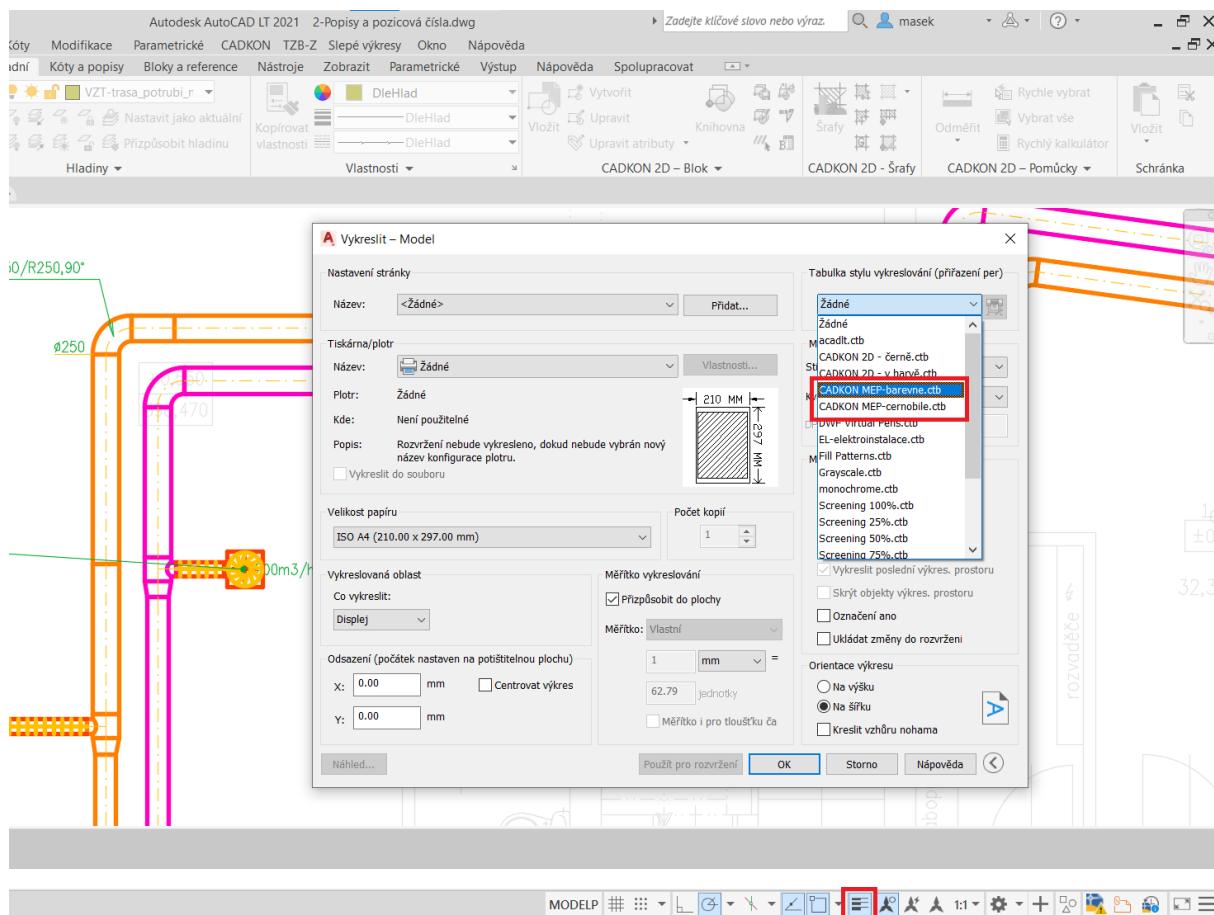 Autodesk AutoCAD LT 2021 2-Popisy a pozicová čísla.dwg Zadejte klíčové slovo nebo výraz. masek
Kóty Modifikace Parametrické CADKON TZB-Z Slepé výkresy Okno Nápověda
Kóty a popisy Bloky a reference Nástroje Zobrazit Parametrické Výstup Nápověda Spolupracovat
VZT-trasa_potrubi_r
DleHlad
Vytvořit
Rychle vybrat
Nastavit jako aktuální
DleHlad
Upravit
Vybrat vše
Kopírovat
Vložit
Knihovna
Šrafy
Odměřit
Vložit
Přizpůsobit hladinu
vlastnosti
DleHlad
Upravit atributy
Rychlý kalkulátor
Hladiny
Vlastnosti
CADKON 2D – Blok
CADKON 2D - Šrafy
CADKON 2D – Pomůcky
Schránka
/R250,90°
ø250
470
00m3/h
Vykreslit – Model
Nastavení stránky
Název: <Žádné> Přidat...
Tiskárna/plotr
Název: Žádné Vlastnosti...
Plotr: Žádné
Kde: Není použitelné
Popis: Rozvržení nebude vykresleno, dokud nebude vybrán nový
název konfigurace plotru.
Vykreslit do souboru
210 MM
297 MM
Velikost papíru
ISO A4 (210.00 x 297.00 mm)
Počet kopií
1
Vykreslovaná oblast
Co vykreslit:
Displej
Měřítko vykreslování
Přizpůsobit do plochy
Měřítko: Vlastní
1 mm =
62.79 jednotky
Měřítko i pro tloušťku ča
Odsazení (počátek nastaven na potištitelnou plochu)
X: 0.00 mm Centrovat výkres
Y: 0.00 mm
Tabulka stylu vykreslování (přiřazení per)
Žádné
Žádné
acadlt.ctb
CADKON 2D - černě.ctb
CADKON 2D - v barvě.ctb
CADKON MEP-barevne.ctb
CADKON MEP-cernobile.ctb
DWF Virtual Pens.ctb
EL-elektroinstalace.ctb
Fill Patterns.ctb
Grayscale.ctb
monochrome.ctb
Screening 100%.ctb
Screening 25%.ctb
Screening 50%.ctb
Screening 75%.ctb
Vykreslit poslední výkres. prostoru
Skrýt objekty výkres. prostoru
Označení ano
Ukládat změny do rozvržení
Orientace výkresu
Na výšku
Na šířku
Kreslit vzhůru nohama
A
Náhled... Použít pro rozvržení OK Storno Nápověda
rozvaděče
MODELP 1:1